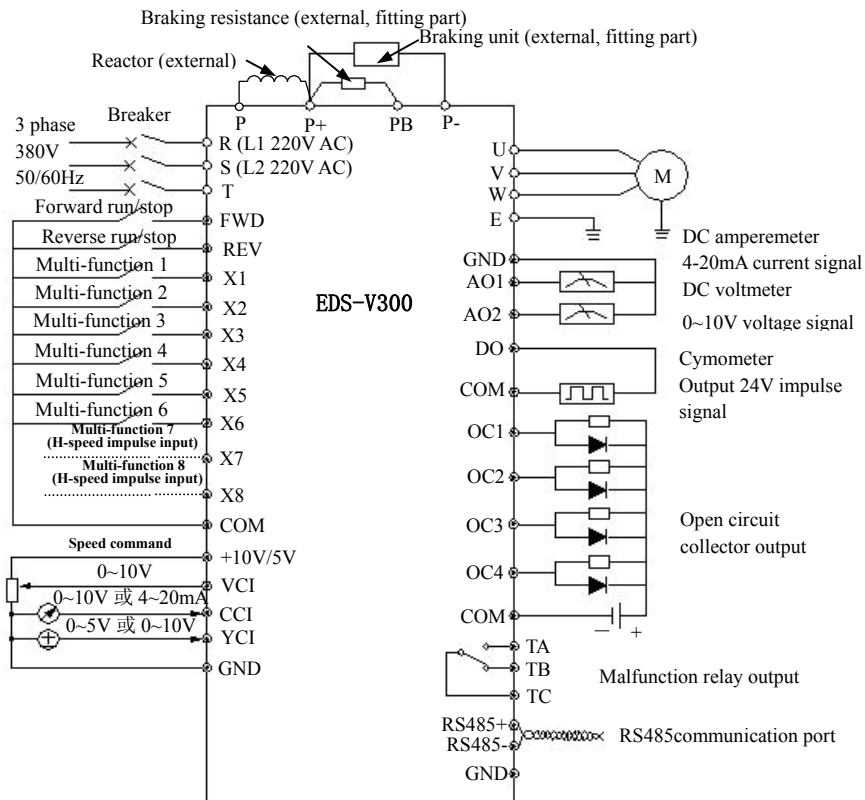 Braking resistance (external, fitting part)
Braking unit (external, fitting part)
Reactor (external)
P
P+
PB
P-
Breaker
3 phase
380V
50/60Hz
R (L1 220V AC)
S (L2 220V AC)
T
Forward run/stop
FWD
Reverse run/stop
REV
Multi-function 1
X1
Multi-function 2
X2
Multi-function 3
X3
Multi-function 4
X4
Multi-function 5
X5
Multi-function 6
X6
Multi-function 7
(H-speed impulse input)
X7
Multi-function 8
(H-speed impulse input)
X8
COM
Speed command
+10V/5V
0~10V
VCI
0~10V 或 4~20mA
CCI
0~5V 或 0~10V
YCI
GND
EDS-V300
U
V
W
M
E
GND
AO1
AO2
DC amperemeter
4-20mA current signal
DC voltmeter
0~10V voltage signal
DO
COM
Cymometer
Output 24V impulse
signal
OC1
OC2
OC3
OC4
Open circuit
collector output
COM
— +
TA
TB
TC
Malfunction relay output
RS485+
RS485-
RS485communication port
GND